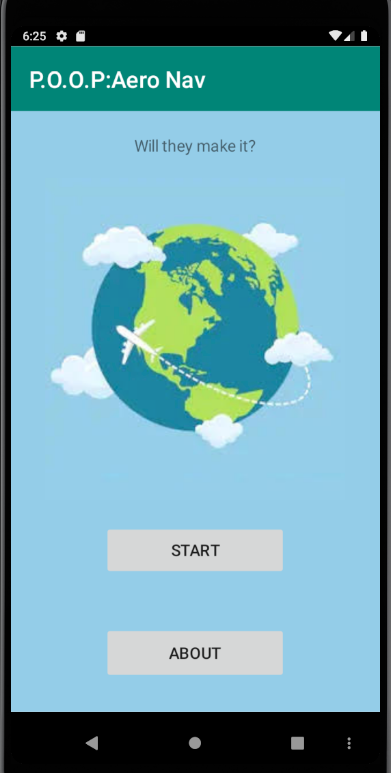 6:25
P.O.O.P:Aero Nav
Will they make it?
START
ABOUT